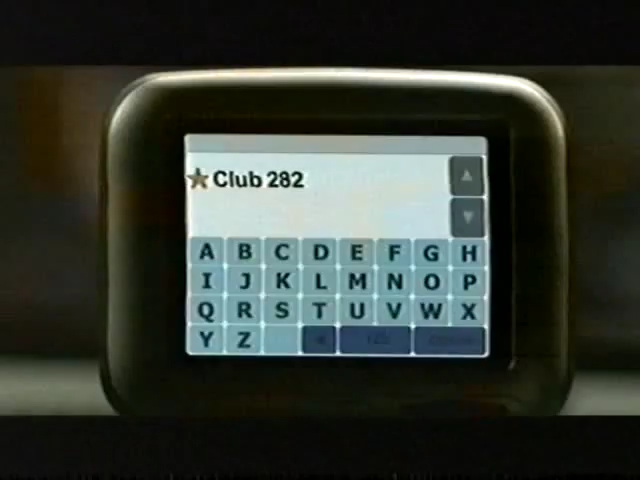 Club 282
A B C D E F G H
I J K L M N O P
Q R S T U V W X
Y Z